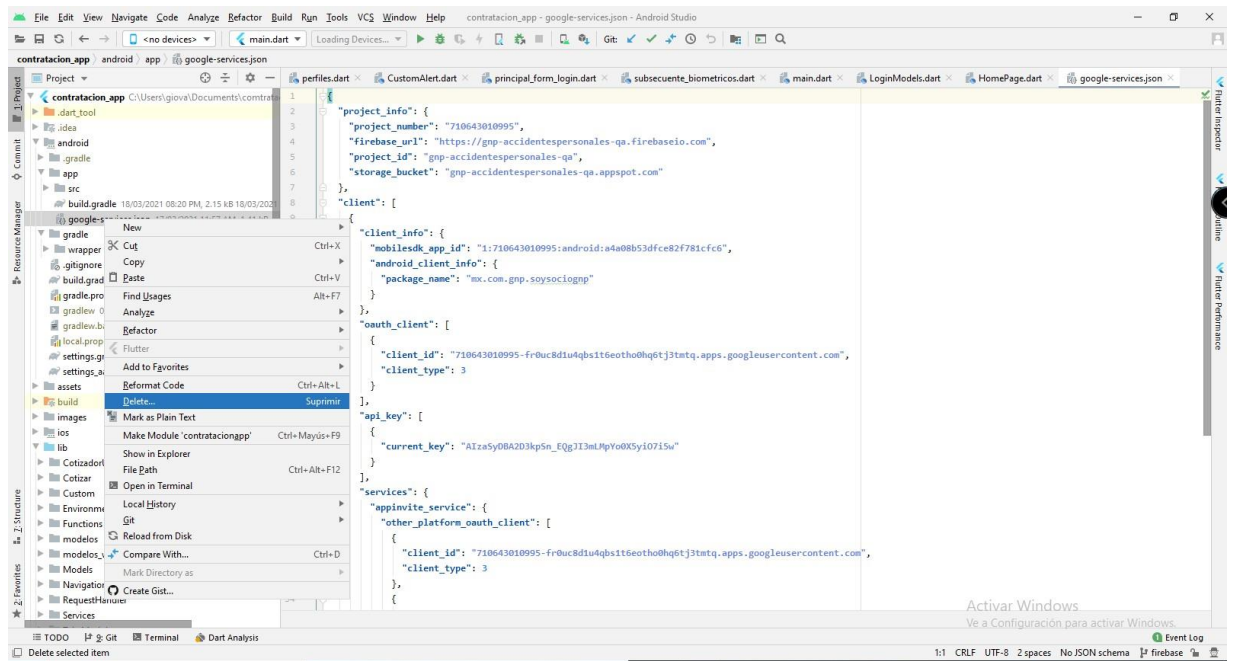 File Edit View Navigate Code Analyze Refactor Build Run Tools VCS Window Help contratacion_app - google-services.json - Android Studio
<no devices> main.dart Loading Devices... Git:
contratacion_app android app google-services.json
Project perfiles.dart CustomAlert.dart principal_form_login.dart subsecuente_biometricos.dart main.dart LoginModels.dart HomePage.dart google-services.json
1: Project
Commit
Resource Manager
Z: Structure
2: Favorites
contratacion_app C:\Users\giova\Documents\comtrata
.dart_tool
.idea
android
.gradle
app
src
build.gradle 18/03/2021 08:20 PM, 2.15 kB 18/03/202
gradle
wrapper
.gitignore
build.grad
gradle.pro
gradlew
gradlew.ba
local.prop
settings.gr
settings_a
assets
build
images
ios
lib
Cotizador
Cotizar
Custom
Environme
Functions
modelos
modelos_v
Models
Navigation
RequestHandler
Services
New
Cut Ctrl+X
Copy
Paste Ctrl+V
Find Usages Alt+F7
Analyze
Refactor
Flutter
Add to Favorites
Reformat Code Ctrl+Alt+L
Delete... Suprimir
Mark as Plain Text
Make Module 'contratacionapp' Ctrl+Mayús+F9
Show in Explorer
File Path Ctrl+Alt+F12
Open in Terminal
Local History
Git
Reload from Disk
Compare With... Ctrl+D
Mark Directory as
Create Gist...
1 {
2 "project_info": {
3 "project_number": "710643010995",
4 "firebase_url": "https://gnp-accidentespersonales-qa.firebaseio.com",
5 "project_id": "gnp-accidentespersonales-qa",
6 "storage_bucket": "gnp-accidentespersonales-qa.appspot.com"
7 },
8 "client": [
9 {
"client_info": {
"mobilesdk_app_id": "1:710643010995:android:a4a08b53dfce82f781cfc6",
"android_client_info": {
"package_name": "mx.com.gnp.soysociognp"
}
},
"oauth_client": [
{
"client_id": "710643010995-fr0uc8d1u4qbs1t6eotho0hq6tj3tmtq.apps.googleusercontent.com",
"client_type": 3
}
],
"api_key": [
{
"current_key": "AIzaSyDBA2D3kpSn_EQgJI3mLMpYo0X5yiO7i5w"
}
],
"services": {
"appinvite_service": {
"other_platform_oauth_client": [
{
"client_id": "710643010995-fr0uc8d1u4qbs1t6eotho0hq6tj3tmtq.apps.googleusercontent.com",
"client_type": 3
},
{
Flutter Inspector
Outline
Flutter Performance
Activar Windows
Ve a Configuración para activar Windows.
TODO 9: Git Terminal Dart Analysis 1 Event Log
Delete selected item 1:1 CRLF UTF-8 2 spaces No JSON schema firebase